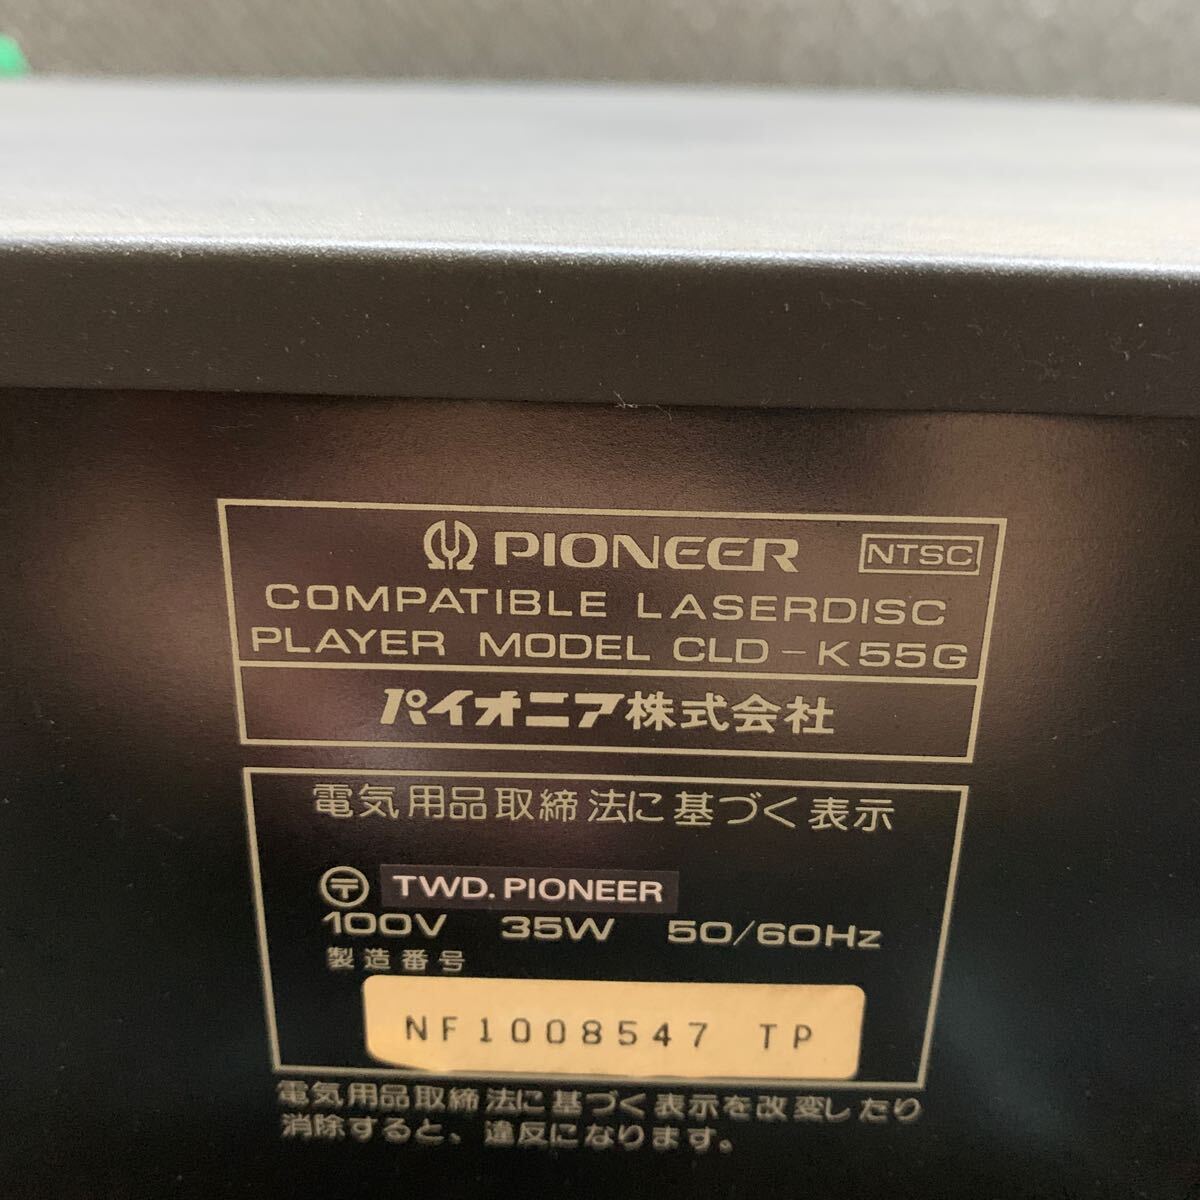 PIONEER NTSC
COMPATIBLE LASERDISC
PLAYER MODEL CLD-K55G
パイオニア株式会社
電気用品取締法に基づく表示
〒 TWD. PIONEER
100V 35W 50/60Hz
製造番号
NF1008547 TP
電気用品取締法に基づく表示を改変したり
消除すると、違反になります。